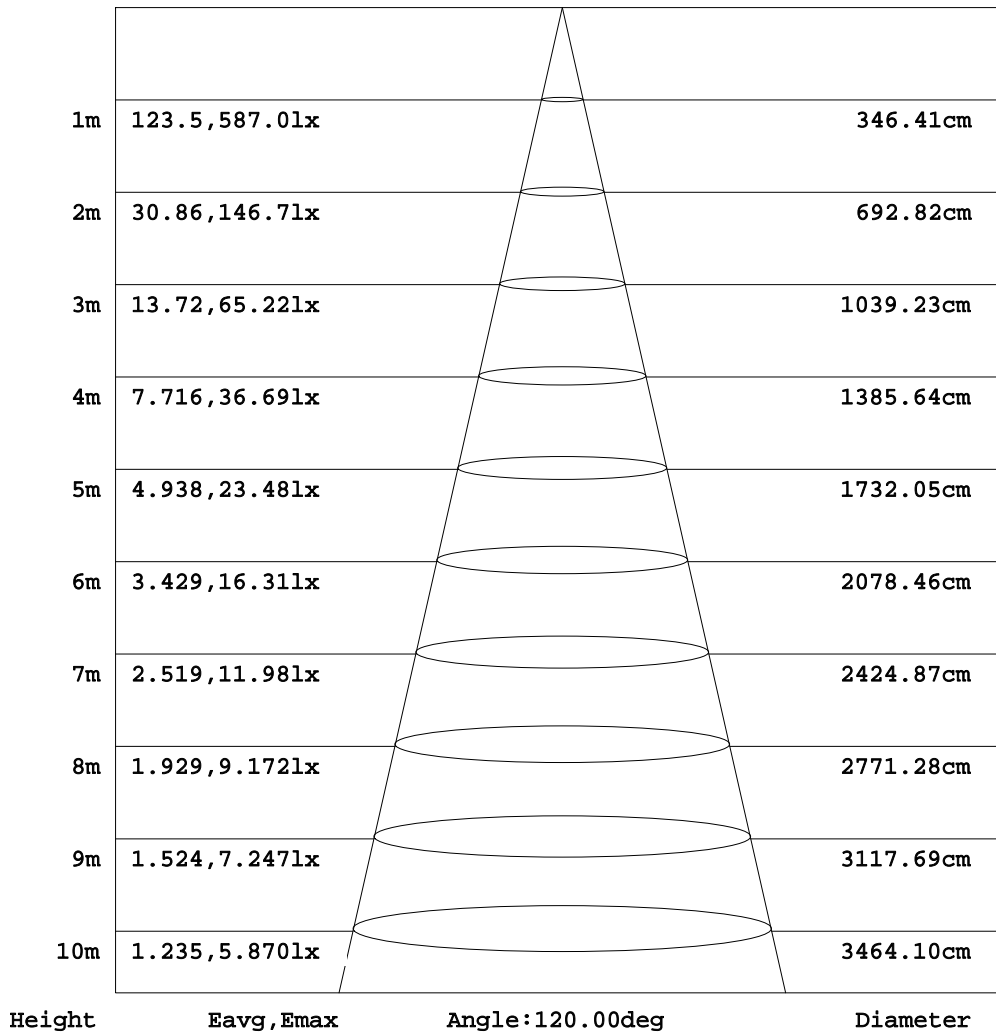 1m 123.5,587.0lx 346.41cm
2m 30.86,146.7lx 692.82cm
3m 13.72,65.22lx 1039.23cm
4m 7.716,36.69lx 1385.64cm
5m 4.938,23.48lx 1732.05cm
6m 3.429,16.31lx 2078.46cm
7m 2.519,11.98lx 2424.87cm
8m 1.929,9.172lx 2771.28cm
9m 1.524,7.247lx 3117.69cm
10m 1.235,5.870lx 3464.10cm
Height Eavg,Emax Angle:120.00deg Diameter